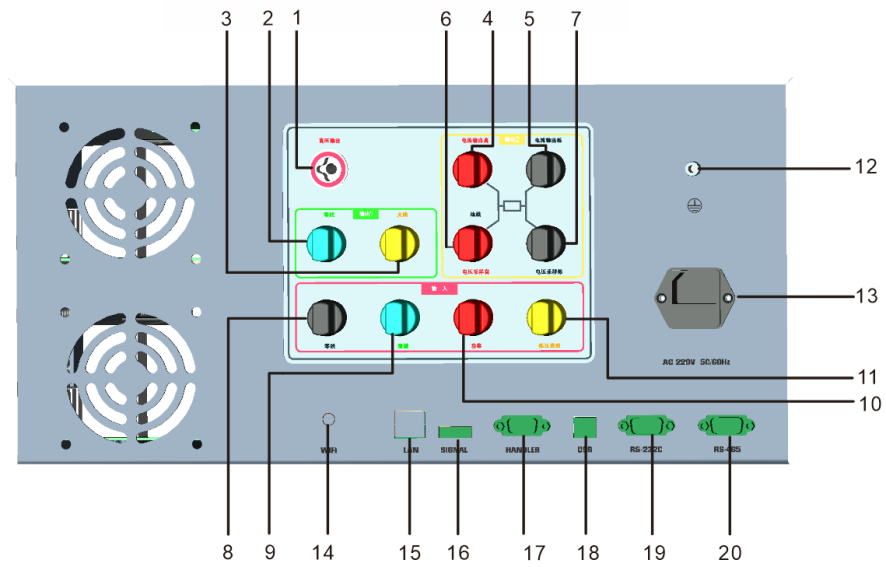 3 2 1 6 4 5 7
高压输出
电流输出高
电流输出低
12
零线
火线
电压采样高
电压采样低
13
输 入
零线
AC 220V 50/60Hz
11
10
WIFI
LAN
SIGNAL
HANDLER
USB
RS-232C
RS-485
8 9 14 15 16 17 18 19 20